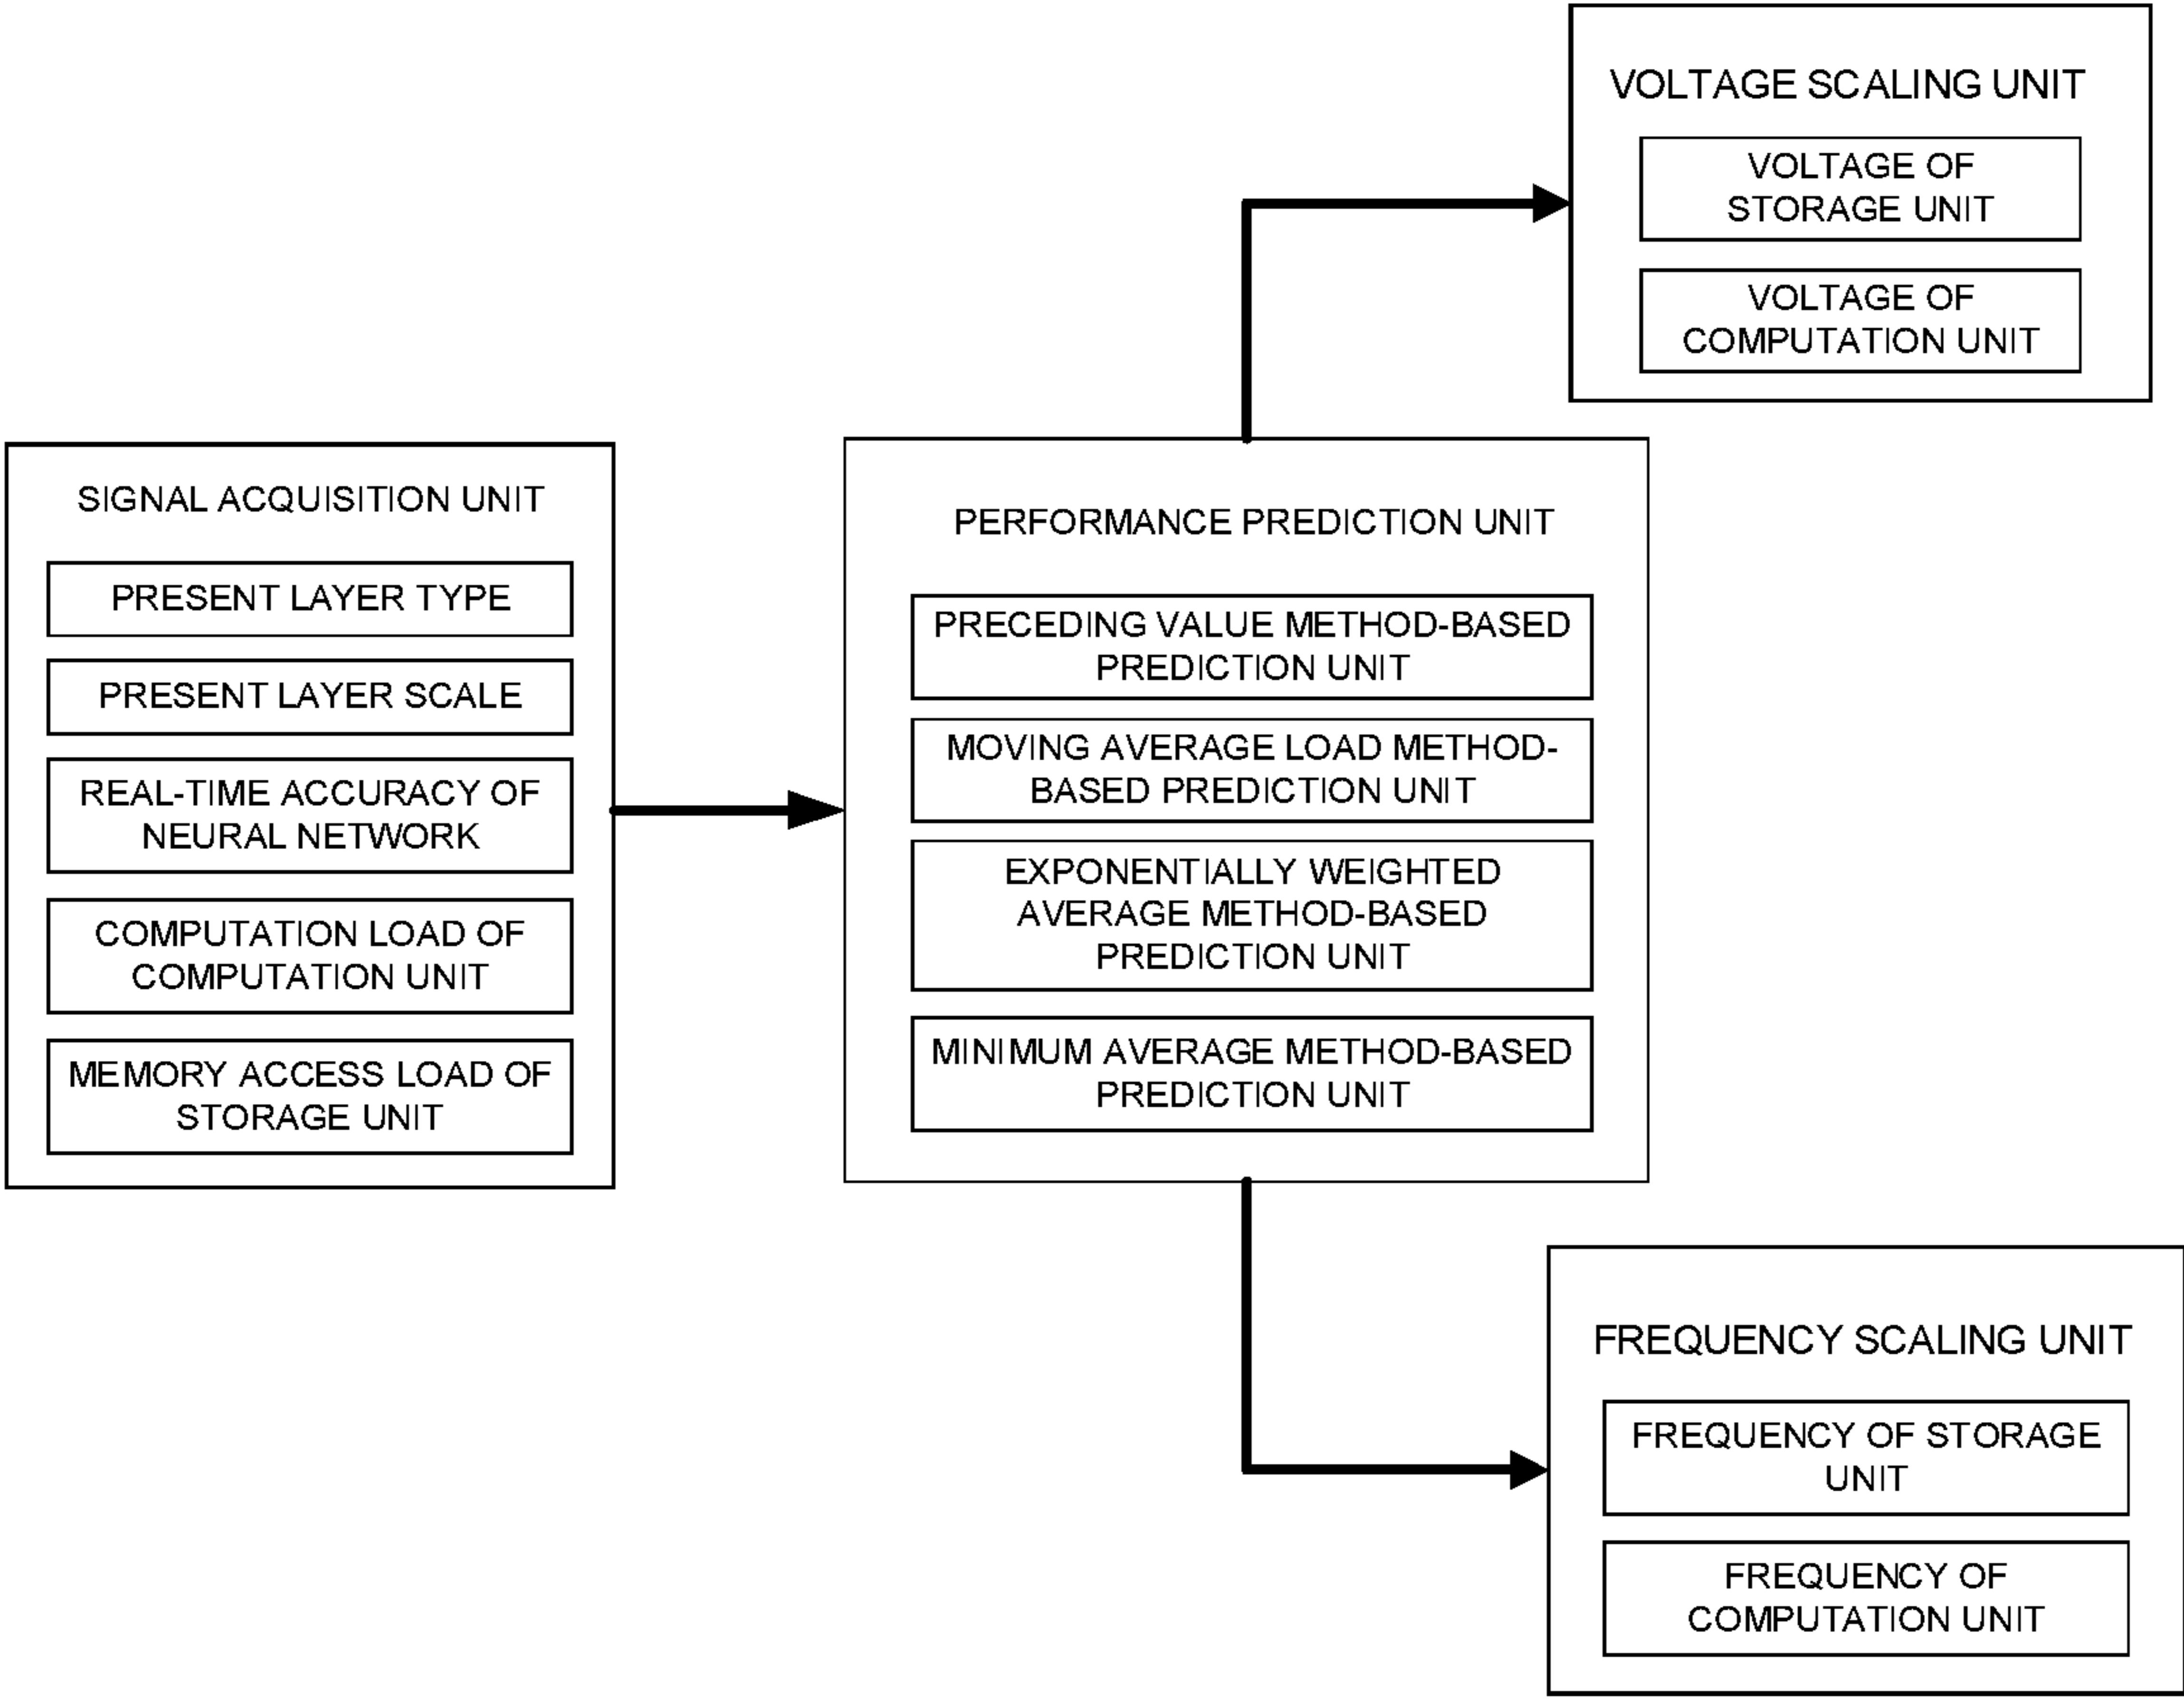 VOLTAGE SCALING UNIT
VOLTAGE OF
STORAGE UNIT
VOLTAGE OF
COMPUTATION UNIT
SIGNAL ACQUISITION UNIT
PRESENT LAYER TYPE
PRESENT LAYER SCALE
REAL-TIME ACCURACY OF
NEURAL NETWORK
COMPUTATION LOAD OF
COMPUTATION UNIT
MEMORY ACCESS LOAD OF
STORAGE UNIT
PERFORMANCE PREDICTION UNIT
PRECEDING VALUE METHOD-BASED
PREDICTION UNIT
MOVING AVERAGE LOAD METHOD-
BASED PREDICTION UNIT
EXPONENTIALLY WEIGHTED
AVERAGE METHOD-BASED
PREDICTION UNIT
MINIMUM AVERAGE METHOD-BASED
PREDICTION UNIT
FREQUENCY SCALING UNIT
FREQUENCY OF STORAGE
UNIT
FREQUENCY OF
COMPUTATION UNIT